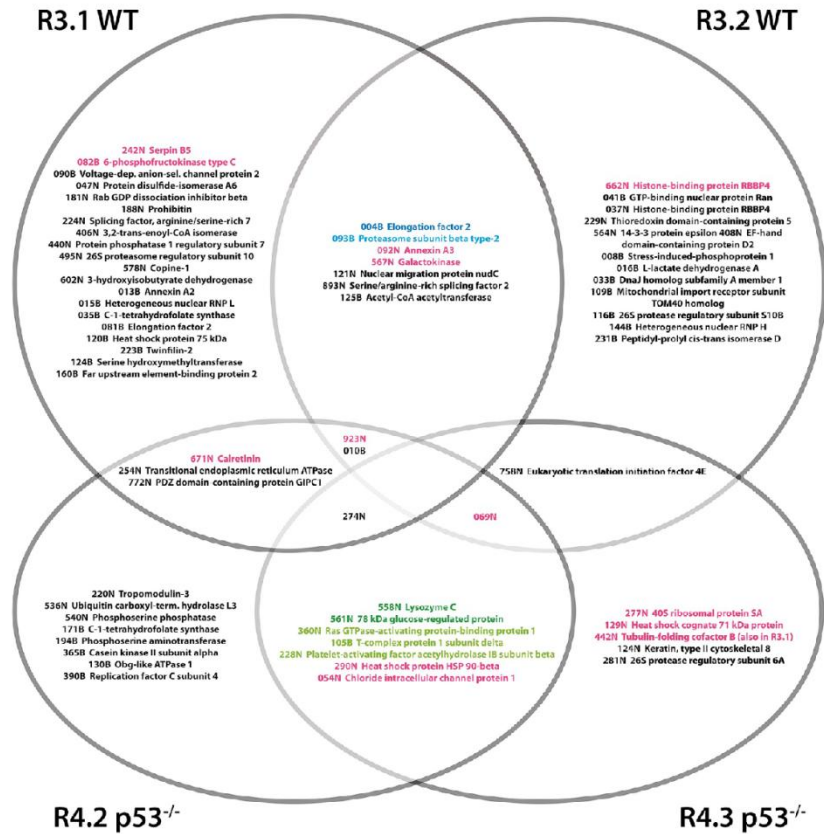 R3.1 WT
R3.2 WT
242N Serpin B5
082B 6-phosphofructokinase type C
090B Voltage-dep. anion-sel. channel protein 2
047N Protein disulfide-isomerase A6
181N Rab GDP dissociation inhibitor beta
188N Prohibitin
224N Splicing factor, arginine/serine-rich 7
406N 3,2-trans-enoyl-CoA isomerase
440N Protein phosphatase 1 regulatory subunit 7
495N 26S proteasome regulatory subunit 10
578N Copine-1
602N 3-hydroxyisobutyrate dehydrogenase
013B Annexin A2
015B Heterogeneous nuclear RNP L
035B C-1-tetrahydrofolate synthase
081B Elongation factor 2
120B Heat shock protein 75 kDa
223B Twinfilin-2
124B Serine hydroxymethyltransferase
160B Far upstream element-binding protein 2
004B Elongation factor 2
093B Proteasome subunit beta type-2
092N Annexin A3
567N Galactokinase
121N Nuclear migration protein nudC
893N Serine/arginine-rich splicing factor 2
125B Acetyl-CoA acetyltransferase
662N Histone-binding protein RBBP4
041B GTP-binding nuclear protein Ran
037N Histone-binding protein RBBP4
229N Thioredoxin domain-containing protein 5
564N 14-3-3 protein epsilon 408N EF-hand
domain-containing protein D2
008B Stress-induced-phosphoprotein 1
016B L-lactate dehydrogenase A
033B DnaJ homolog subfamily A member 1
109B Mitochondrial import receptor subunit
TOM40 homolog
116B 26S protease regulatory subunit S10B
144B Heterogeneous nuclear RNP H
231B Peptidyl-prolyl cis-trans isomerase D
671N Calretinin
254N Transitional endoplasmic reticulum ATPase
772N PDZ domain-containing protein GIPC1
923N
010B
758N Eukaryotic translation initiation factor 4E
274N
069N
220N Tropomodulin-3
536N Ubiquitin carboxyl-term. hydrolase L3
540N Phosphoserine phosphatase
171B C-1-tetrahydrofolate synthase
194B Phosphoserine aminotransferase
365B Casein kinase II subunit alpha
130B Obg-like ATPase 1
390B Replication factor C subunit 4
558N Lysozyme C
561N 78 kDa glucose-regulated protein
360N Ras GTPase-activating protein-binding protein 1
105B T-complex protein 1 subunit delta
228N Platelet-activating factor acetylhydrolase IB subunit beta
290N Heat shock protein HSP 90-beta
054N Chloride intracellular channel protein 1
277N 40S ribosomal protein SA
129N Heat shock cognate 71 kDa protein
442N Tubulin-folding cofactor B (also in R3.1)
124N Keratin, type II cytoskeletal 8
281N 26S protease regulatory subunit 6A
R4.2 p53-/-
R4.3 p53-/-